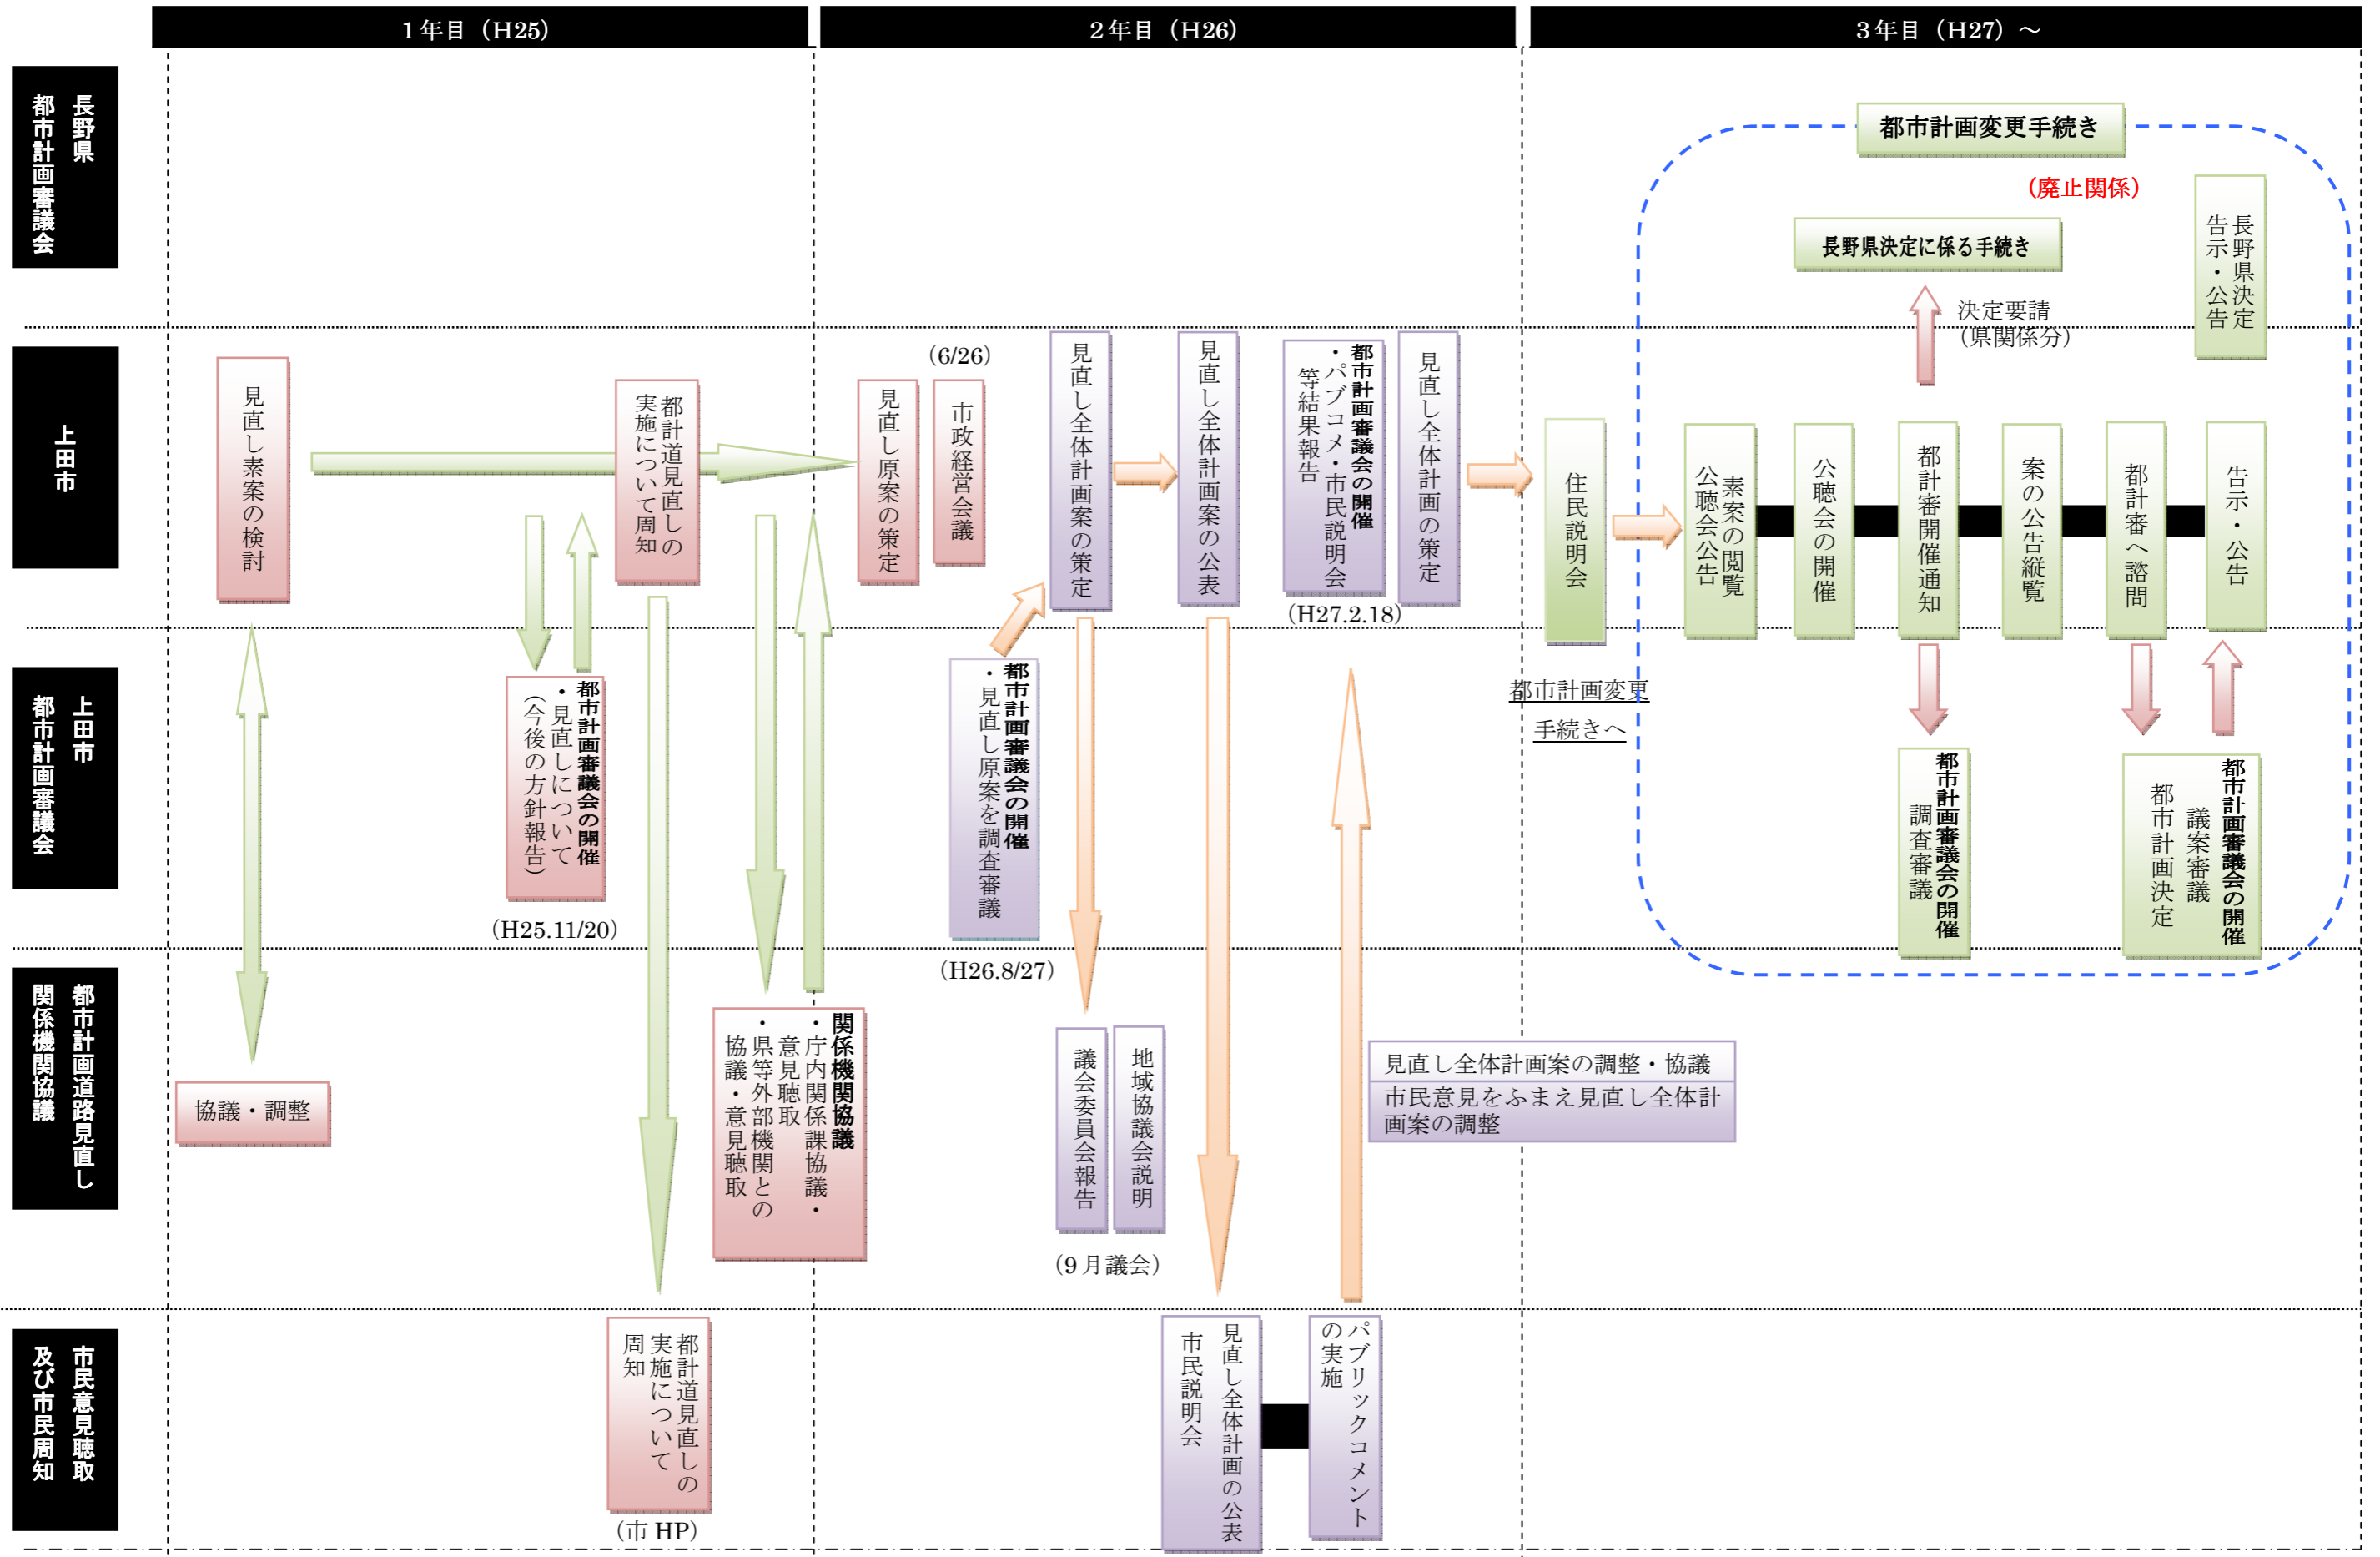 1年目（H25）
2年目（H26）
3年目（H27）～
長野県
都市計画審議会
都市計画変更手続き
（廃止関係）
長野県決定に係る手続き
長野県決定
告示・公告
決定要請
（県関係分）
上田市
見直し素案の検討
都計道見直しの
実施について周知
見直し原案の策定
（6/26）
市政経営会議
見直し全体計画案の策定
見直し全体計画案の公表
都市計画審議会の開催
・パブコメ・市民説明会
等結果報告
（H27.2.18）
見直し全体計画の策定
住民説明会
素案の閲覧
公聴会公告
公聴会の開催
都計審開催通知
案の公告縦覧
都計審へ諮問
告示・公告
上田市
都市計画審議会
都市計画審議会の開催
・見直しについて
（今後の方針報告）
（H25.11/20）
都市計画審議会の開催
・見直し原案を調査審議
（H26.8/27）
都市計画変更
手続きへ
都市計画審議会の開催
調査審議
都市計画審議会の開催
議案審議
都市計画決定
都市計画道路見直し
関係機関協議
協議・調整
関係機関協議
・庁内関係課協議・
意見聴取
・県等外部機関との
協議・意見聴取
議会委員会報告
地域協議会説明
（9月議会）
見直し全体計画案の調整・協議
市民意見をふまえ見直し全体計
画案の調整
市民意見聴取
及び市民周知
都計道見直しの
実施について
周知
（市HP）
見直し全体計画の公表
市民説明会
パブリックコメント
の実施